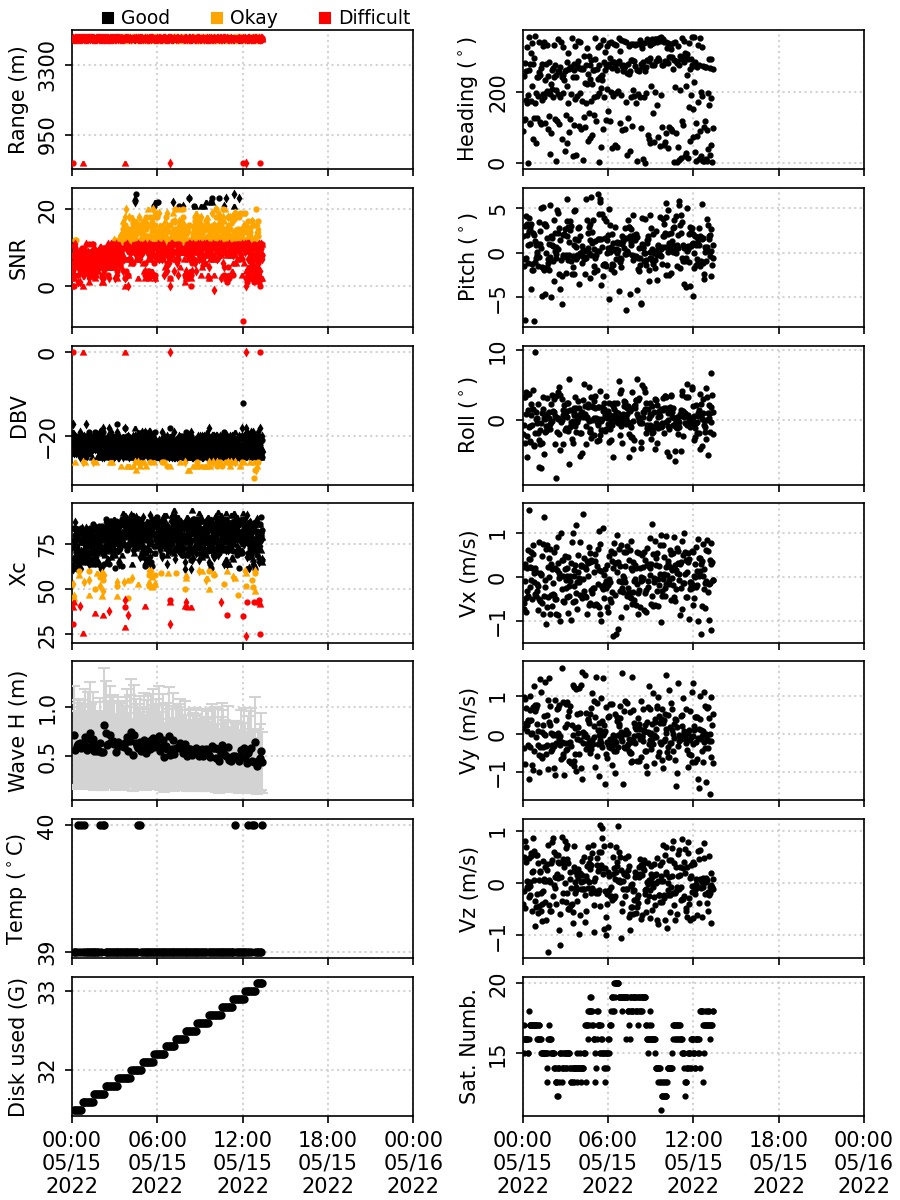 Good Okay Difficult
Range (m)
3300
950
Heading (°)
200
0
SNR
20
0
Pitch (°)
5
0
−5
DBV
0
−20
Roll (°)
10
0
Xc
75
50
25
Vx (m/s)
1
0
−1
Wave H (m)
1.0
0.5
Vy (m/s)
1
0
−1
Temp (°C)
40
39
Vz (m/s)
1
0
−1
Disk used (G)
33
32
Sat. Numb.
20
15
00:00 06:00 12:00 18:00 00:00
05/15 05/15 05/15 05/15 05/16
2022 2022 2022 2022 2022
00:00 06:00 12:00 18:00 00:00
05/15 05/15 05/15 05/15 05/16
2022 2022 2022 2022 2022